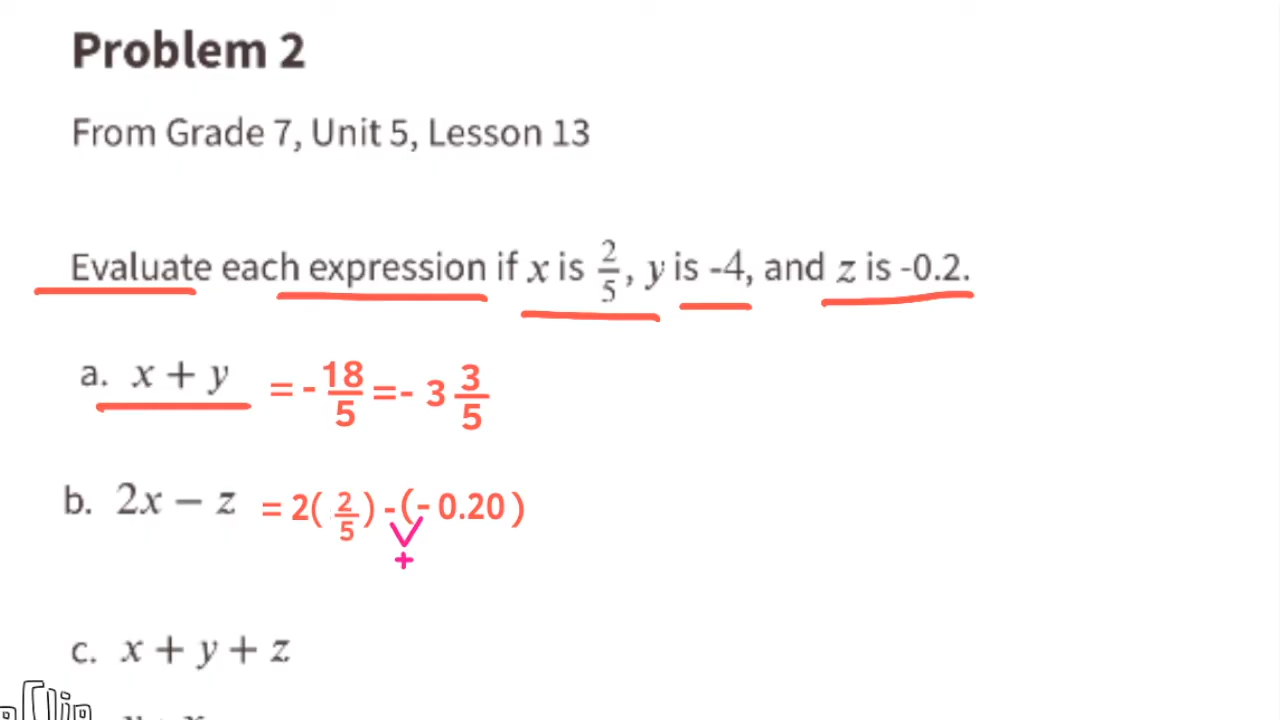 Problem 2
From Grade 7, Unit 5, Lesson 13
Evaluate each expression if x is 2/5, y is -4, and z is -0.2.
a. x + y = - 18/5 = - 3 3/5
b. 2x − z = 2( 2/5 ) - (- 0.20 )
+
c. x + y + z